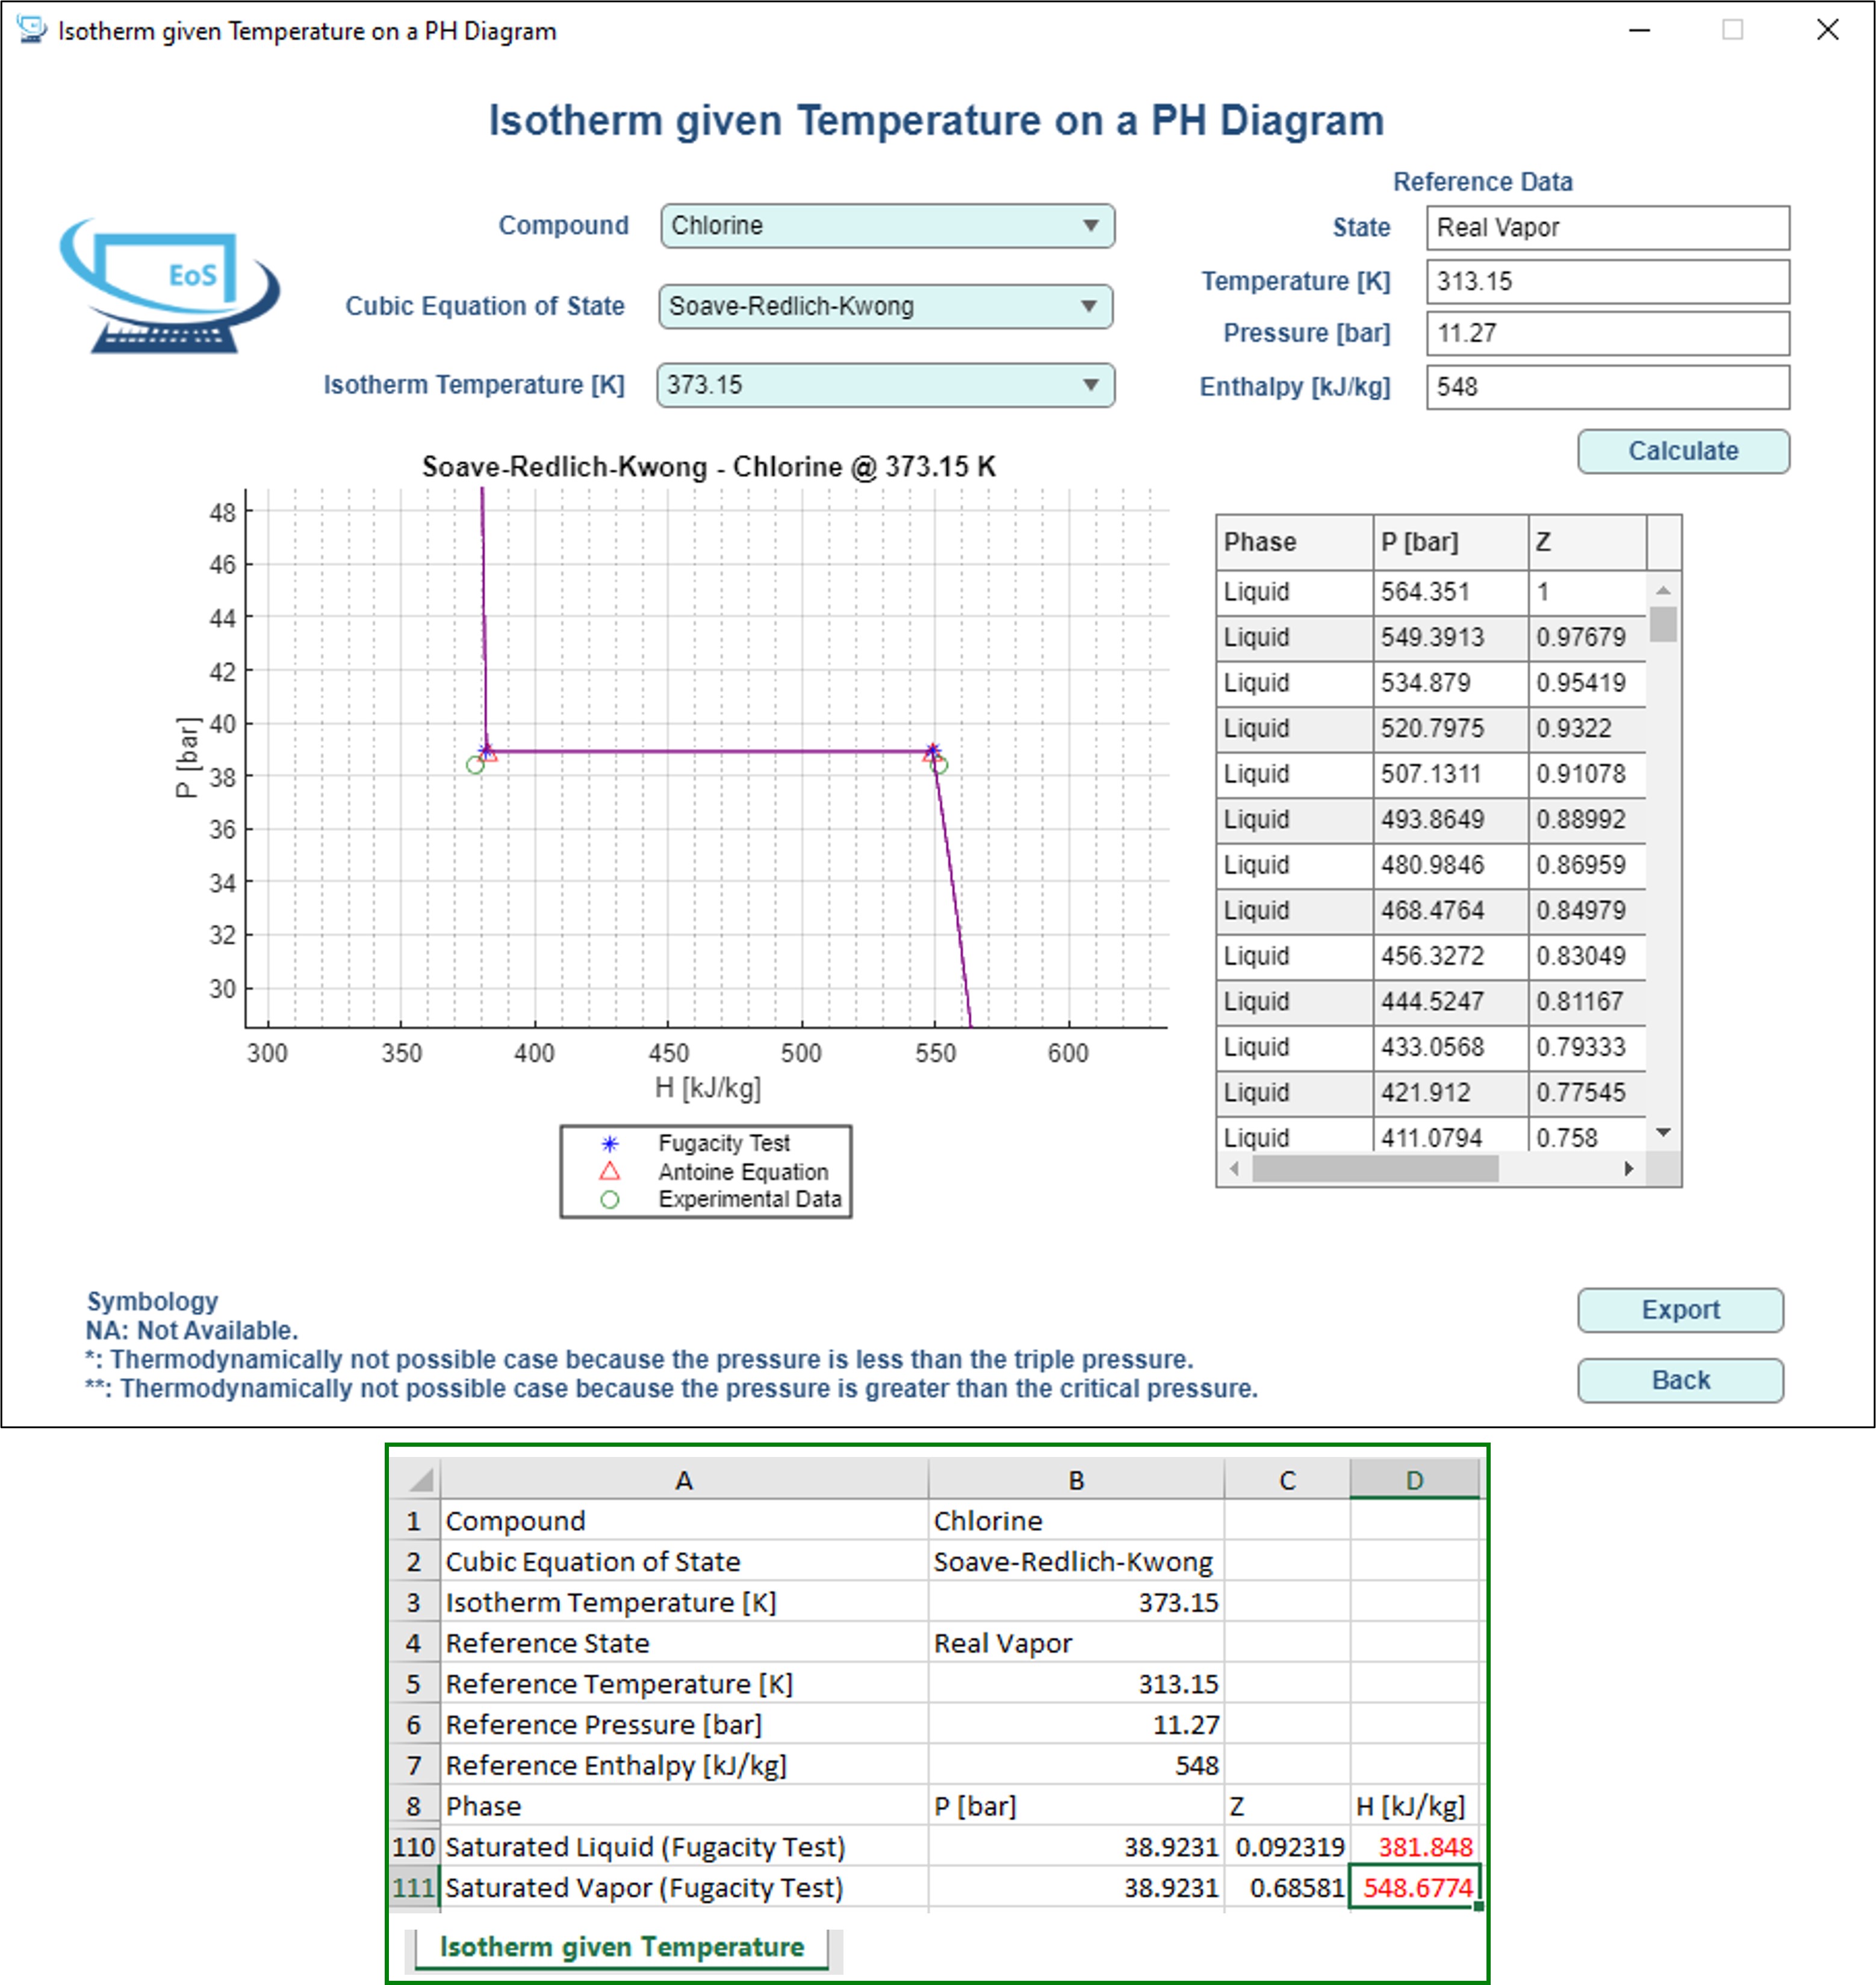 Isotherm given Temperature on a PH Diagram
Isotherm given Temperature on a PH Diagram
EoS
Compound
Chlorine
Cubic Equation of State
Soave-Redlich-Kwong
Isotherm Temperature [K]
373.15
Reference Data
State
Real Vapor
Temperature [K]
313.15
Pressure [bar]
11.27
Enthalpy [kJ/kg]
548
Calculate
Soave-Redlich-Kwong - Chlorine @ 373.15 K
P [bar]
48
46
44
42
40
38
36
34
32
30
300 350 400 450 500 550 600
H [kJ/kg]
Fugacity Test
Antoine Equation
Experimental Data
Phase P [bar] Z
Liquid 564.351 1
Liquid 549.3913 0.97679
Liquid 534.879 0.95419
Liquid 520.7975 0.9322
Liquid 507.1311 0.91078
Liquid 493.8649 0.88992
Liquid 480.9846 0.86959
Liquid 468.4764 0.84979
Liquid 456.3272 0.83049
Liquid 444.5247 0.81167
Liquid 433.0568 0.79333
Liquid 421.912 0.77545
Liquid 411.0794 0.758
Symbology
NA: Not Available.
*: Thermodynamically not possible case because the pressure is less than the triple pressure.
**: Thermodynamically not possible case because the pressure is greater than the critical pressure.
Export
Back
A B C D
1 Compound Chlorine
2 Cubic Equation of State Soave-Redlich-Kwong
3 Isotherm Temperature [K] 373.15
4 Reference State Real Vapor
5 Reference Temperature [K] 313.15
6 Reference Pressure [bar] 11.27
7 Reference Enthalpy [kJ/kg] 548
8 Phase P [bar] Z H [kJ/kg]
110 Saturated Liquid (Fugacity Test) 38.9231 0.092319 381.848
111 Saturated Vapor (Fugacity Test) 38.9231 0.68581 548.6774
Isotherm given Temperature